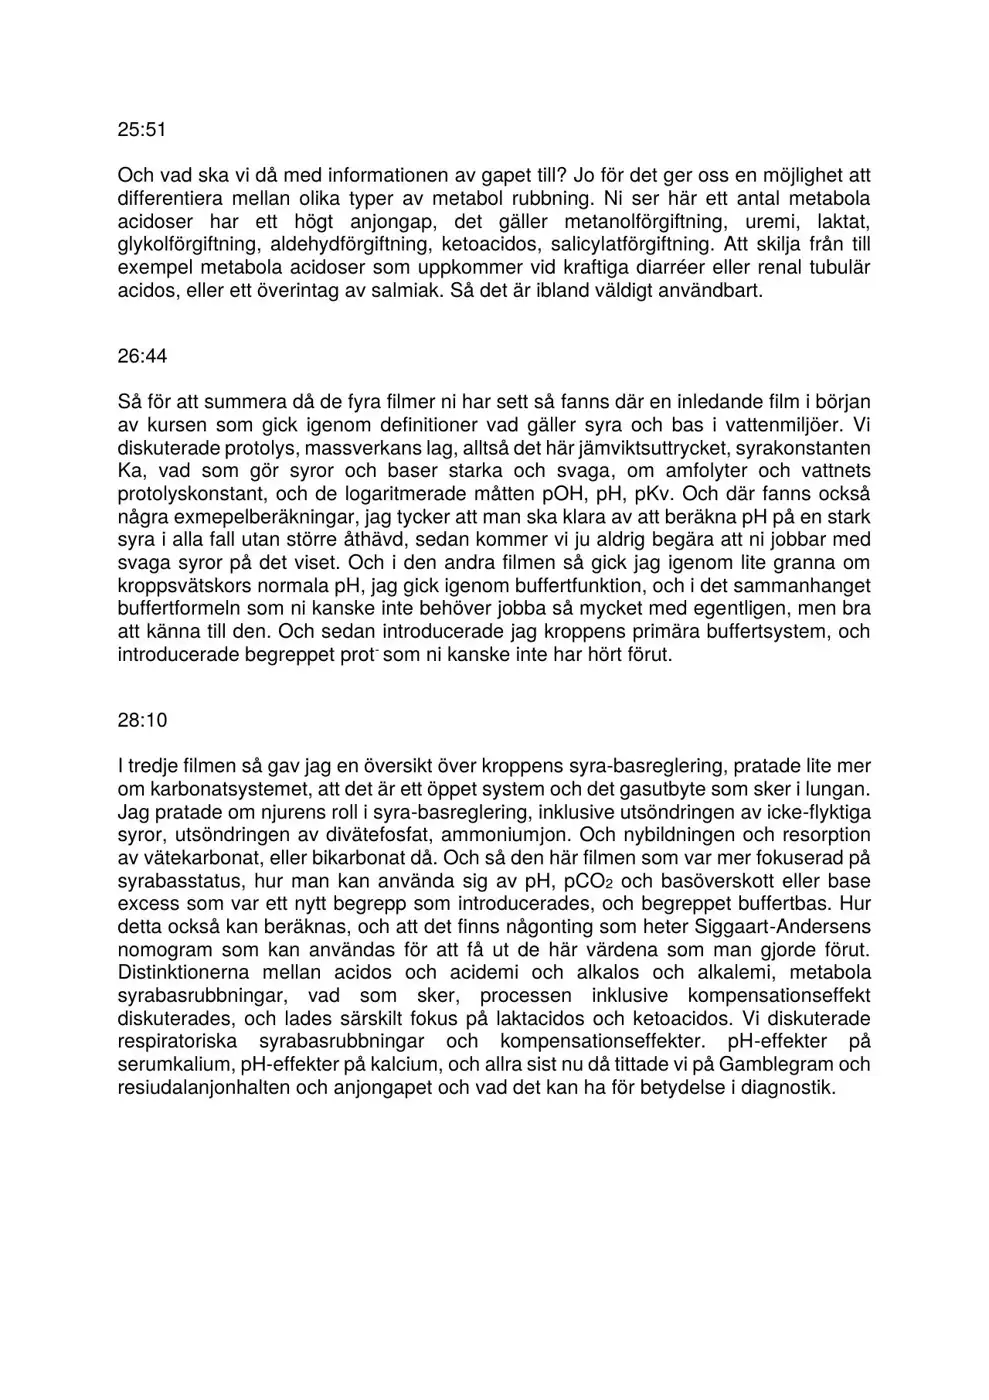 25:51
Och vad ska vi då med informationen av gapet till? Jo för det ger oss en möjlighet att
differentiera mellan olika typer av metabol rubbning. Ni ser här ett antal metabola
acidoser har ett högt anjongap, det gäller metanolförgiftning, uremi, laktat,
glykolförgiftning, aldehydförgiftning, ketoacidos, salicylatförgiftning. Att skilja från till
exempel metabola acidoser som uppkommer vid kraftiga diarréer eller renal tubulär
acidos, eller ett överintag av salmiak. Så det är ibland väldigt användbart.
26:44
Så för att summera då de fyra filmer ni har sett så fanns där en inledande film i början
av kursen som gick igenom definitioner vad gäller syra och bas i vattenmiljöer. Vi
diskuterade protolys, massverkans lag, alltså det här jämviktsuttrycket, syrakonstanten
Ka, vad som gör syror och baser starka och svaga, om amfolyter och vattnets
protolyskonstant, och de logaritmerade måtten pOH, pH, pKv. Och där fanns också
några exmepelberäkningar, jag tycker att man ska klara av att beräkna pH på en stark
syra i alla fall utan större åthävd, sedan kommer vi ju aldrig begära att ni jobbar med
svaga syror på det viset. Och i den andra filmen så gick jag igenom lite granna om
kroppsvätskors normala pH, jag gick igenom buffertfunktion, och i det sammanhanget
buffertformeln som ni kanske inte behöver jobba så mycket med egentligen, men bra
att känna till den. Och sedan introducerade jag kroppens primära buffertsystem, och
introducerade begreppet prot⁻ som ni kanske inte har hört förut.
28:10
I tredje filmen så gav jag en översikt över kroppens syra-basreglering, pratade lite mer
om karbonatsystemet, att det är ett öppet system och det gasutbyte som sker i lungan.
Jag pratade om njurens roll i syra-basreglering, inklusive utsöndringen av icke-flyktiga
syror, utsöndringen av divätefosfat, ammoniumjon. Och nybildningen och resorption
av vätekarbonat, eller bikarbonat då. Och så den här filmen som var mer fokuserad på
syrabasstatus, hur man kan använda sig av pH, pCO₂ och basöverskott eller base
excess som var ett nytt begrepp som introducerades, och begreppet buffertbas. Hur
detta också kan beräknas, och att det finns någonting som heter Siggaart-Andersens
nomogram som kan användas för att få ut de här värdena som man gjorde förut.
Distinktionerna mellan acidos och acidemi och alkalos och alkalemi, metabola
syrabasrubbningar, vad som sker, processen inklusive kompensationseffekt
diskuterades, och lades särskilt fokus på laktacidos och ketoacidos. Vi diskuterade
respiratoriska syrabasrubbningar och kompensationseffekter. pH-effekter på
serumkalium, pH-effekter på kalcium, och allra sist nu då tittade vi på Gamblegram och
resiudalanjonhalten och anjongapet och vad det kan ha för betydelse i diagnostik.